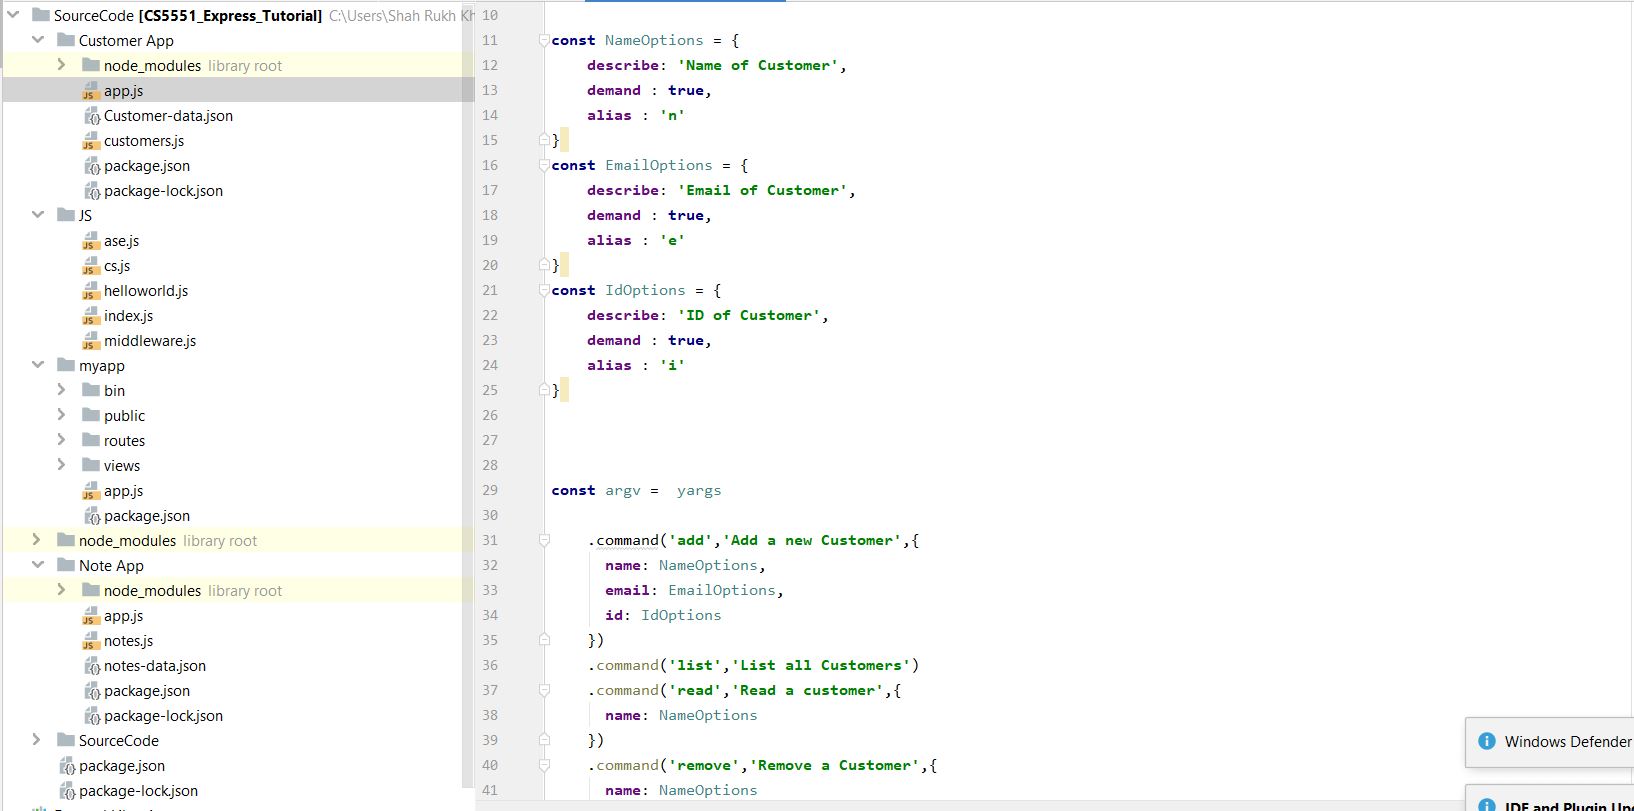 SourceCode [CS5551_Express_Tutorial] C:\Users\Shah Rukh Kh
Customer App
node_modules library root
app.js
Customer-data.json
customers.js
package.json
package-lock.json
JS
ase.js
cs.js
helloworld.js
index.js
middleware.js
myapp
bin
public
routes
views
app.js
package.json
node_modules library root
Note App
node_modules library root
app.js
notes.js
notes-data.json
package.json
package-lock.json
SourceCode
package.json
package-lock.json
10
11 const NameOptions = {
12 describe: 'Name of Customer',
13 demand : true,
14 alias : 'n'
15 }
16 const EmailOptions = {
17 describe: 'Email of Customer',
18 demand : true,
19 alias : 'e'
20 }
21 const IdOptions = {
22 describe: 'ID of Customer',
23 demand : true,
24 alias : 'i'
25 }
26
27
28
29 const argv = yargs
30
31 .command('add','Add a new Customer',{
32 name: NameOptions,
33 email: EmailOptions,
34 id: IdOptions
35 })
36 .command('list','List all Customers')
37 .command('read','Read a customer',{
38 name: NameOptions
39 })
40 .command('remove','Remove a Customer',{
41 name: NameOptions
Windows Defender
IDE and Plugin